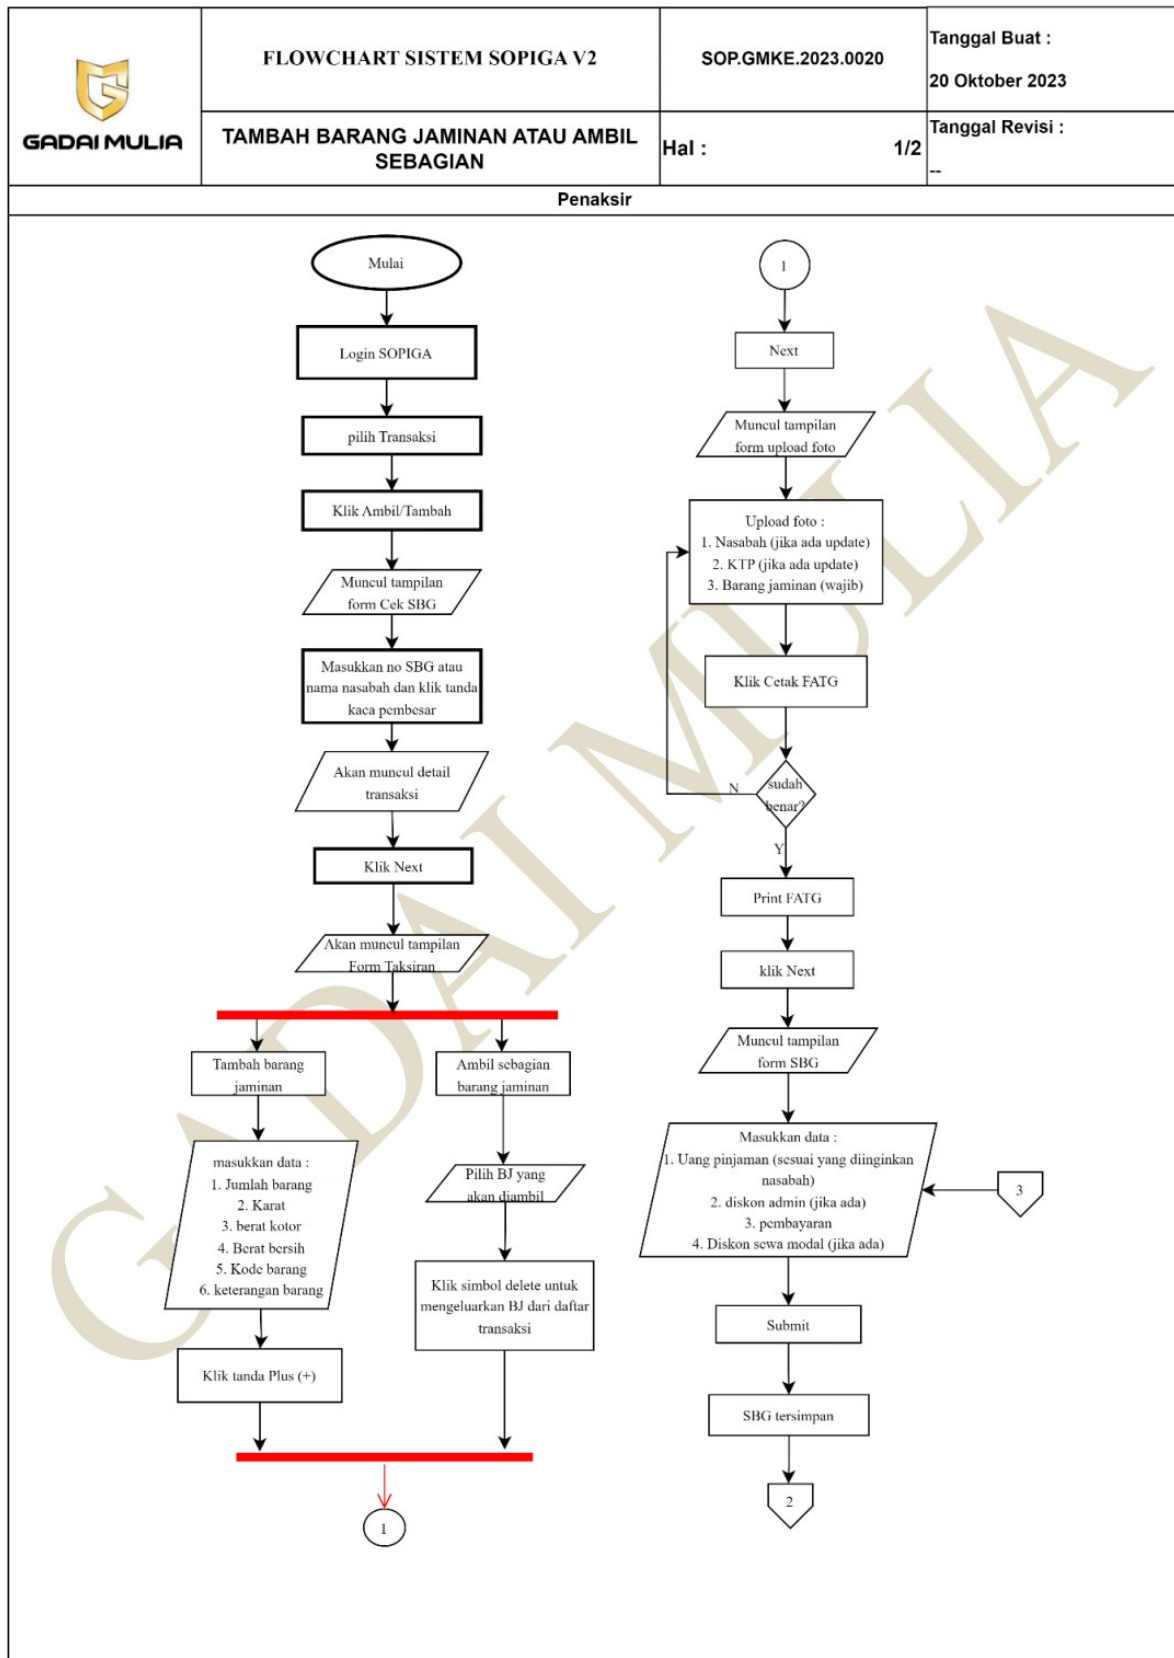 GADAI MULIA
FLOWCHART SISTEM SOPIGA V2
SOP.GMKE.2023.0020
Tanggal Buat :
20 Oktober 2023
TAMBAH BARANG JAMINAN ATAU AMBIL
SEBAGIAN
Hal : 1/2
Tanggal Revisi :
--
Penaksir
Mulai
Login SOPIGA
pilih Transaksi
Klik Ambil/Tambah
Muncul tampilan
form Cek SBG
Masukkan no SBG atau
nama nasabah dan klik tanda
kaca pembesar
Akan muncul detail
transaksi
Klik Next
Akan muncul tampilan
Form Taksiran
Tambah barang
jaminan
masukkan data :
1. Jumlah barang
2. Karat
3. berat kotor
4. Berat bersih
5. Kode barang
6. keterangan barang
Klik tanda Plus (+)
Ambil sebagian
barang jaminan
Pilih BJ yang
akan diambil
Klik simbol delete untuk
mengeluarkan BJ dari daftar
transaksi
1
1
Next
Muncul tampilan
form upload foto
Upload foto :
1. Nasabah (jika ada update)
2. KTP (jika ada update)
3. Barang jaminan (wajib)
Klik Cetak FATG
sudah
benar?
N
Y
Print FATG
klik Next
Muncul tampilan
form SBG
Masukkan data :
1. Uang pinjaman (sesuai yang diinginkan
nasabah)
2. diskon admin (jika ada)
3. pembayaran
4. Diskon sewa modal (jika ada)
3
Submit
SBG tersimpan
2
GADAI MULIA